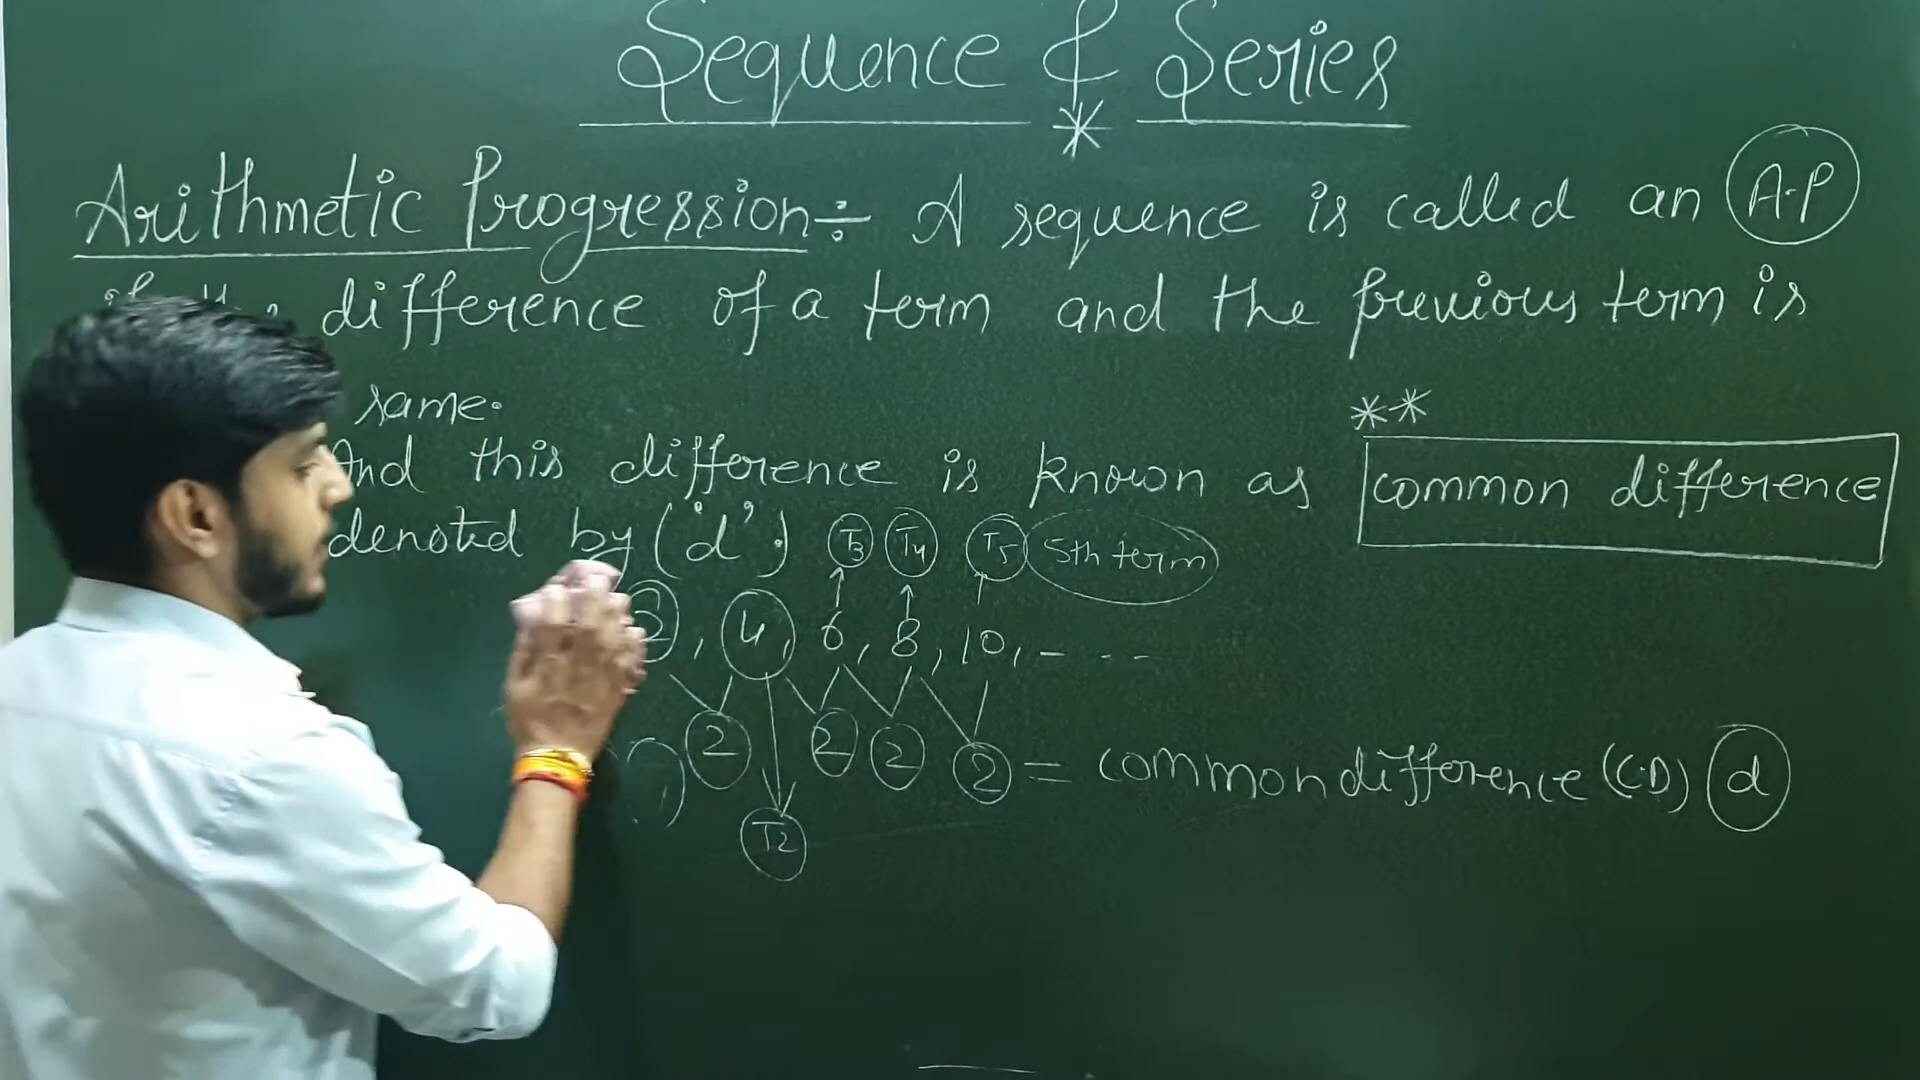 Sequence & Series
*
Arithmetic Progression÷ A sequence is called an A.P
difference of a term and the previous term is
same.
**
And this difference is known as common difference
denoted by ('d'.) T3 T4 T5 5th term
2, 4, 6, 8, 10, - - - -
2 2 2 2 = common difference (C.D) d
T2